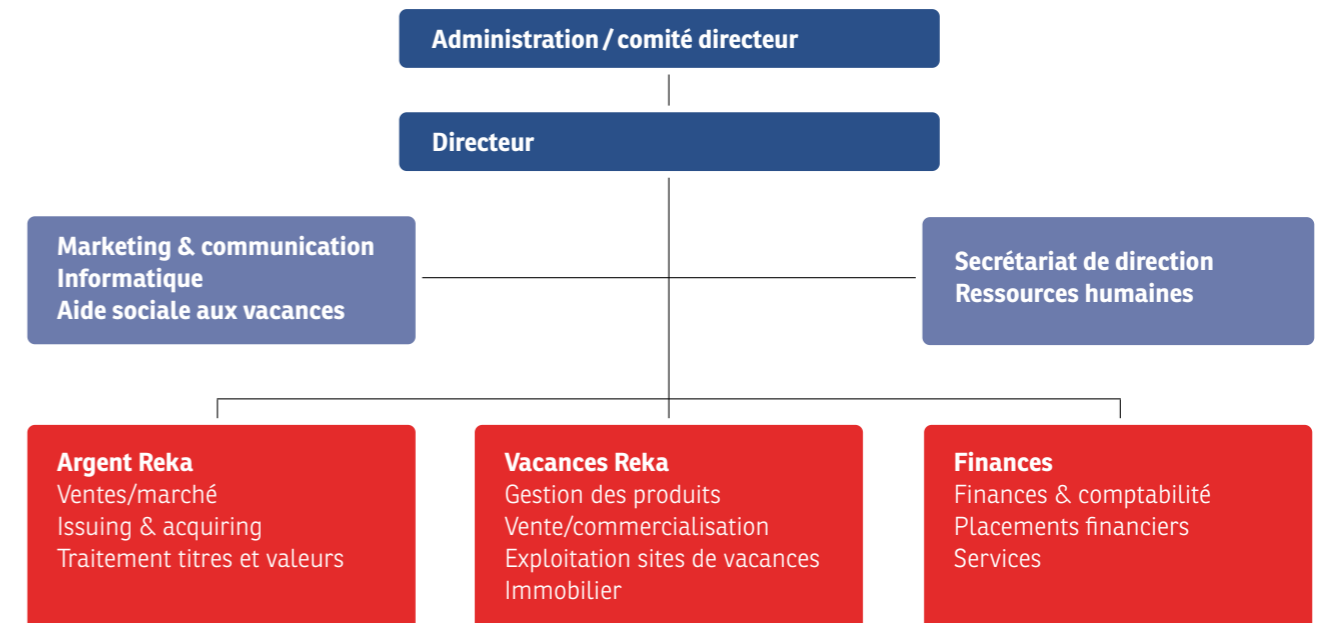 Administration / comité directeur
Directeur
Marketing & communication
Informatique
Aide sociale aux vacances
Secrétariat de direction
Ressources humaines
Argent Reka
Ventes/marché
Issuing & acquiring
Traitement titres et valeurs
Vacances Reka
Gestion des produits
Vente/commercialisation
Exploitation sites de vacances
Immobilier
Finances
Finances & comptabilité
Placements financiers
Services